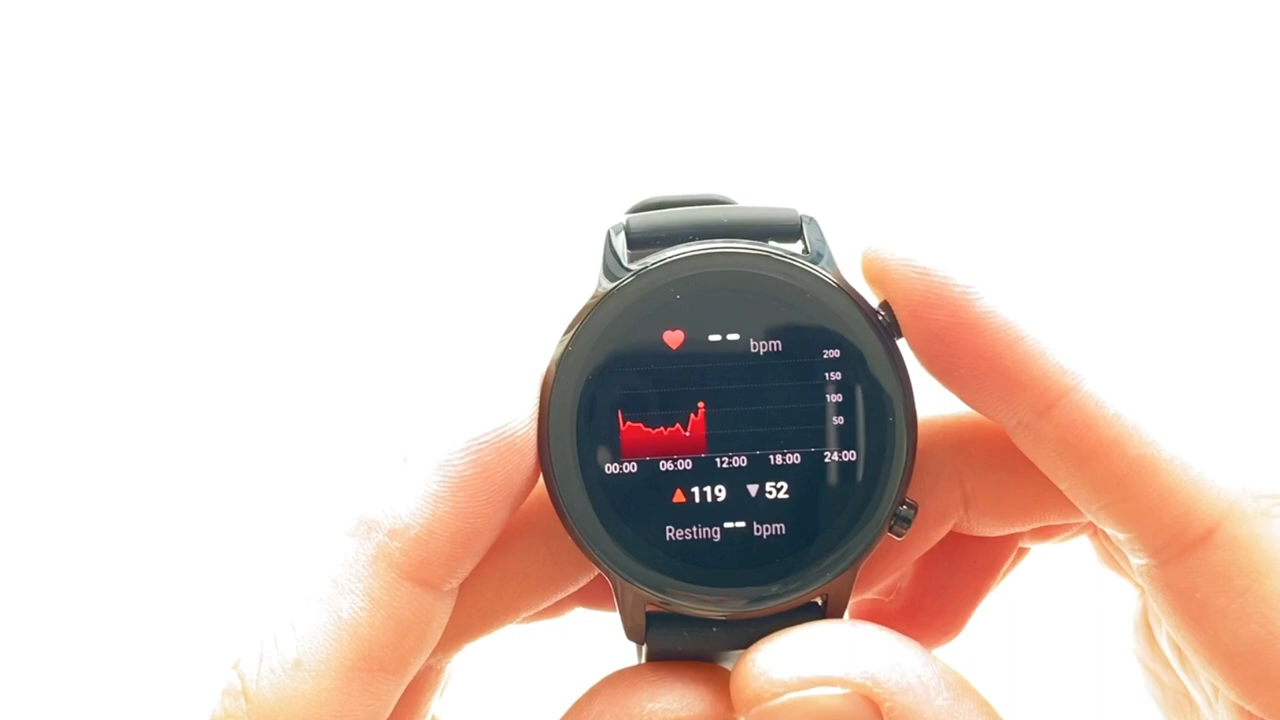 -- bpm
200
150
100
50
00:00 06:00 12:00 18:00 24:00
▲119 ▼52
Resting -- bpm